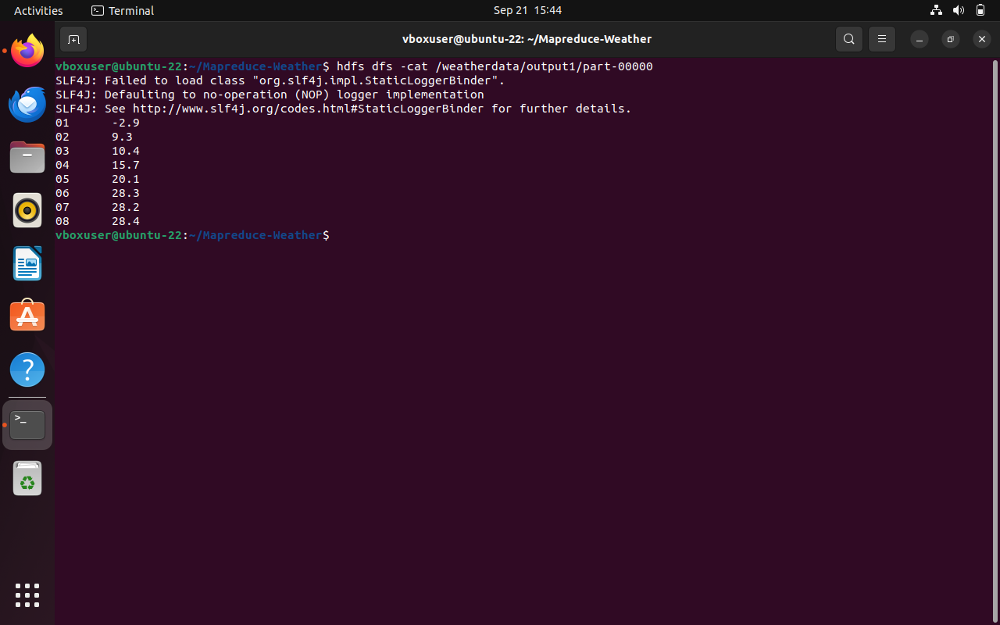 Activities Terminal Sep 21 15:44
vboxuser@ubuntu-22: ~/Mapreduce-Weather
vboxuser@ubuntu-22:~/Mapreduce-Weather$ hdfs dfs -cat /weatherdata/output1/part-00000
SLF4J: Failed to load class "org.slf4j.impl.StaticLoggerBinder".
SLF4J: Defaulting to no-operation (NOP) logger implementation
SLF4J: See http://www.slf4j.org/codes.html#StaticLoggerBinder for further details.
01 -2.9
02 9.3
03 10.4
04 15.7
05 20.1
06 28.3
07 28.2
08 28.4
vboxuser@ubuntu-22:~/Mapreduce-Weather$